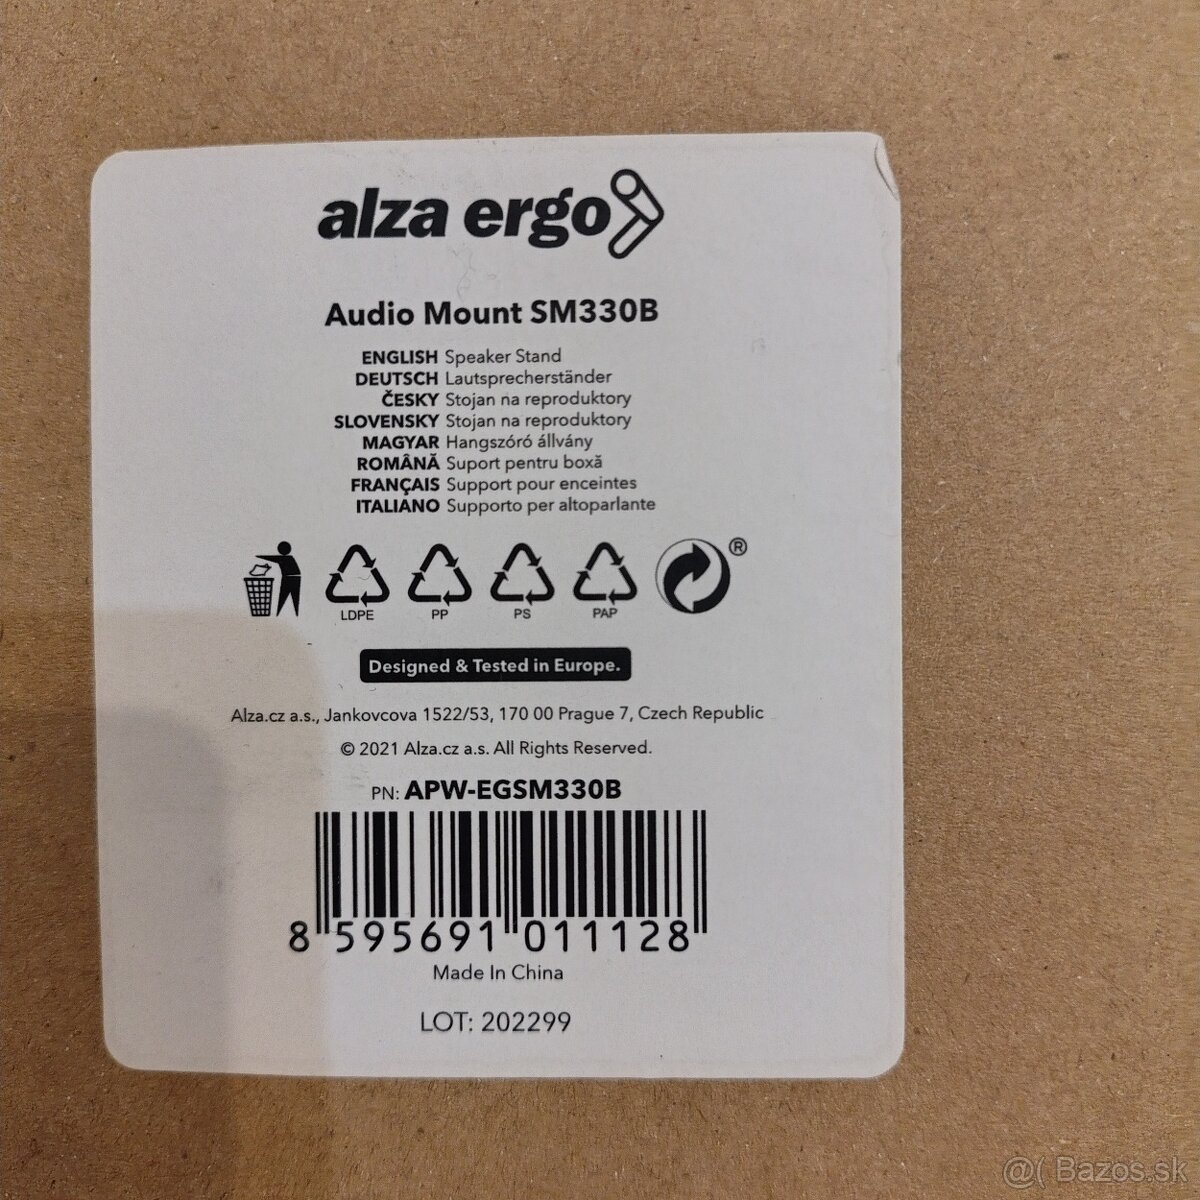 alza ergo
Audio Mount SM330B
ENGLISH Speaker Stand
DEUTSCH Lautsprecherständer
ČESKY Stojan na reproduktory
SLOVENSKY Stojan na reproduktory
MAGYAR Hangszóró állvány
ROMÂNĂ Suport pentru boxă
FRANÇAIS Support pour enceintes
ITALIANO Supporto per altoparlante
®
LDPE PP PS PAP
Designed & Tested in Europe.
Alza.cz a.s., Jankovcova 1522/53, 170 00 Prague 7, Czech Republic
© 2021 Alza.cz a.s. All Rights Reserved.
PN: APW-EGSM330B
8 595691 011128
Made In China
LOT: 202299
@( Bazos.sk